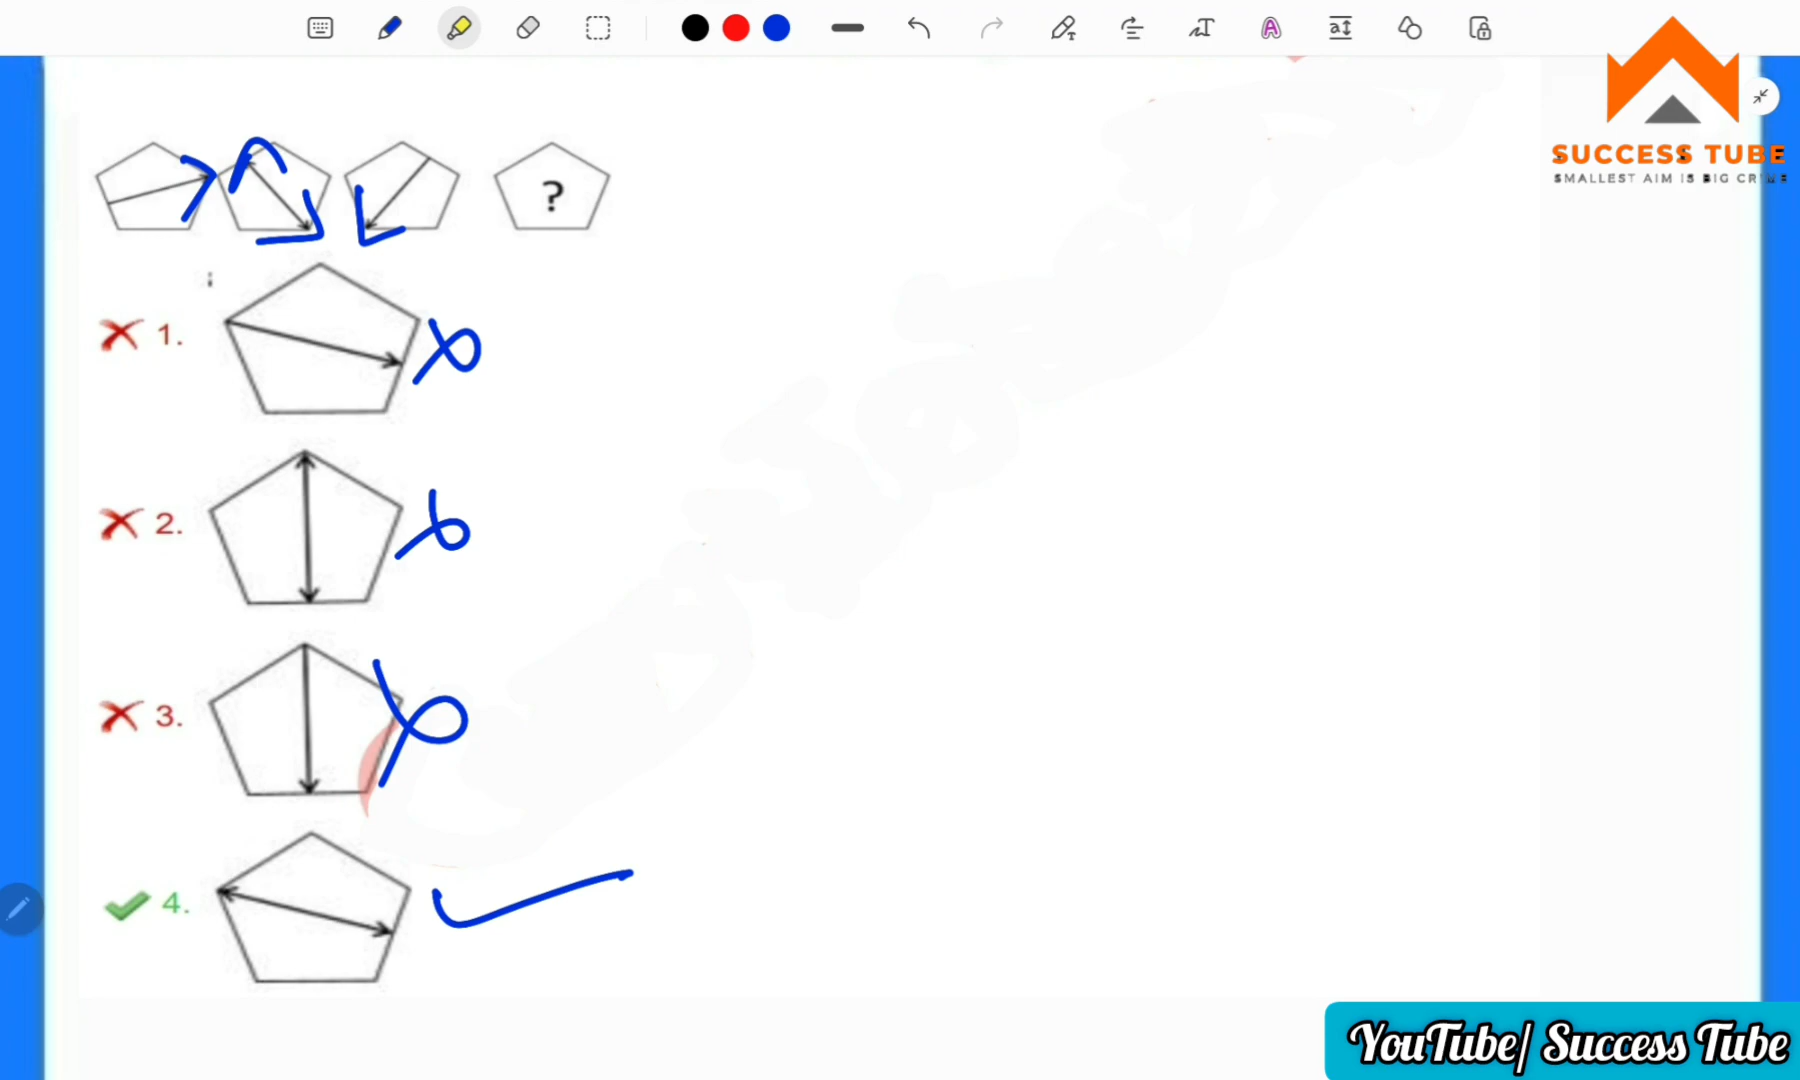 SUCCESS TUBE
SMALLEST AIM IS BIG CRIME
?
1.
2.
3.
4.
YouTube/ Success Tube